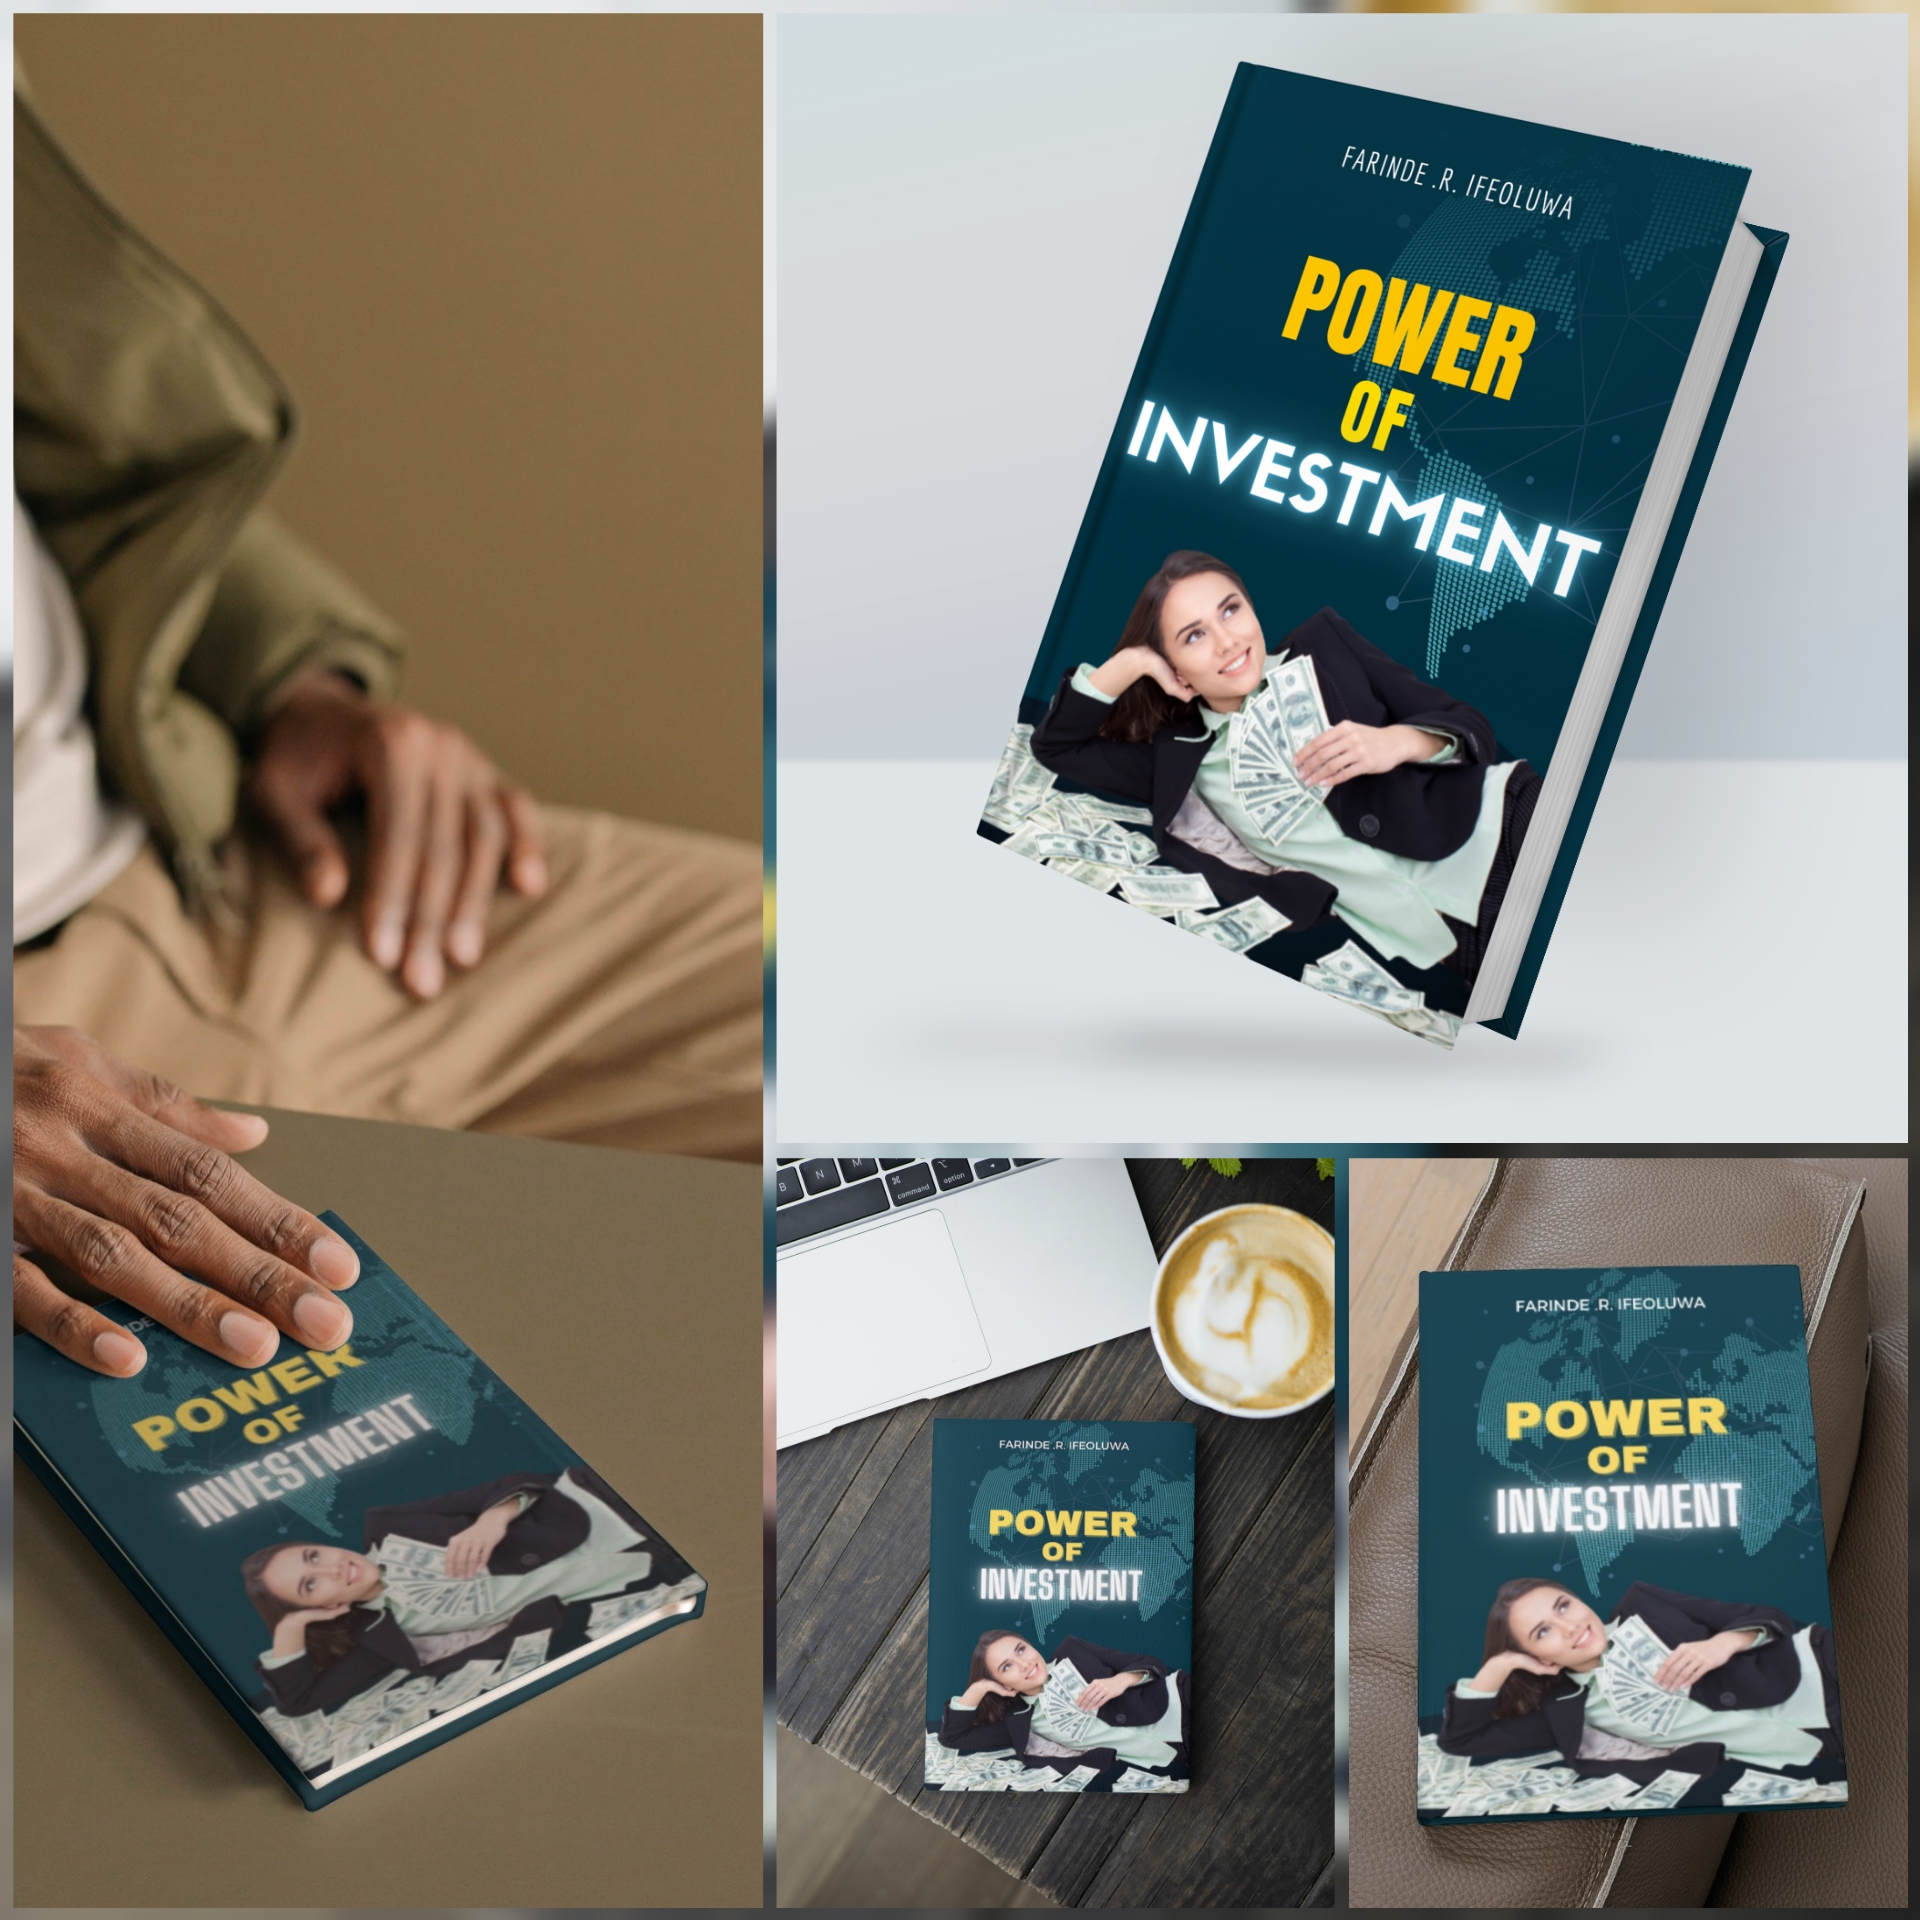 FARINDE .R. IFEOLUWA
POWER
OF
INVESTMENT
POWER
OF
INVESTMENT
B N M
command
option
FARINDE .R. IFEOLUWA
POWER
OF
INVESTMENT
FARINDE .R. IFEOLUWA
POWER
OF
INVESTMENT